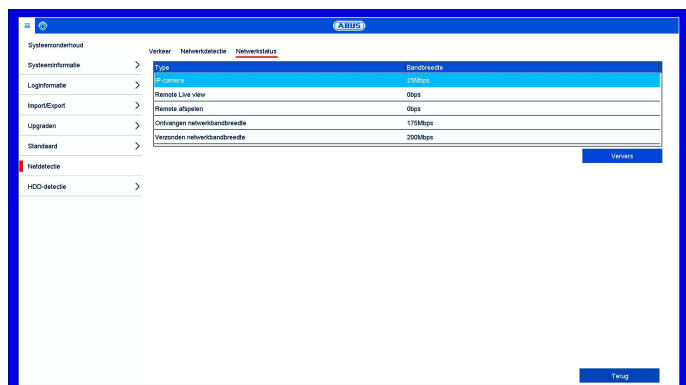 ABUS
Systeemonderhoud
Systeeminformatie
Loginformatie
Import/Export
Upgraden
Standaard
Netdetectie
HDD-detectie
Verkeer Netwerkdetectie Netwerkstatus
Type Bandbreedte
IP-camera 25Mbps
Remote Live view 0bps
Remote afspelen 0bps
Ontvangen netwerkbandbreedte 175Mbps
Verzonden netwerkbandbreedte 200Mbps
Ververs
Terug